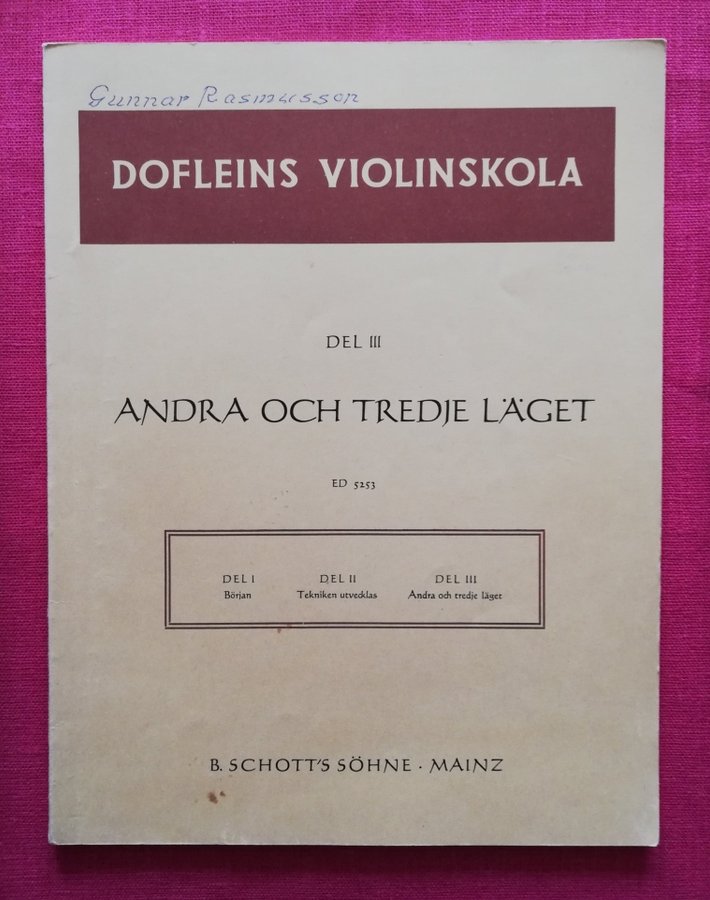 Gunnar Rasmusson
DOFLEINS VIOLINSKOLA
DEL III
ANDRA OCH TREDJE LÄGET
ED 5253
DEL I DEL II DEL III
Början Tekniken utvecklas Andra och tredje läget
B. SCHOTT'S SÖHNE · MAINZ